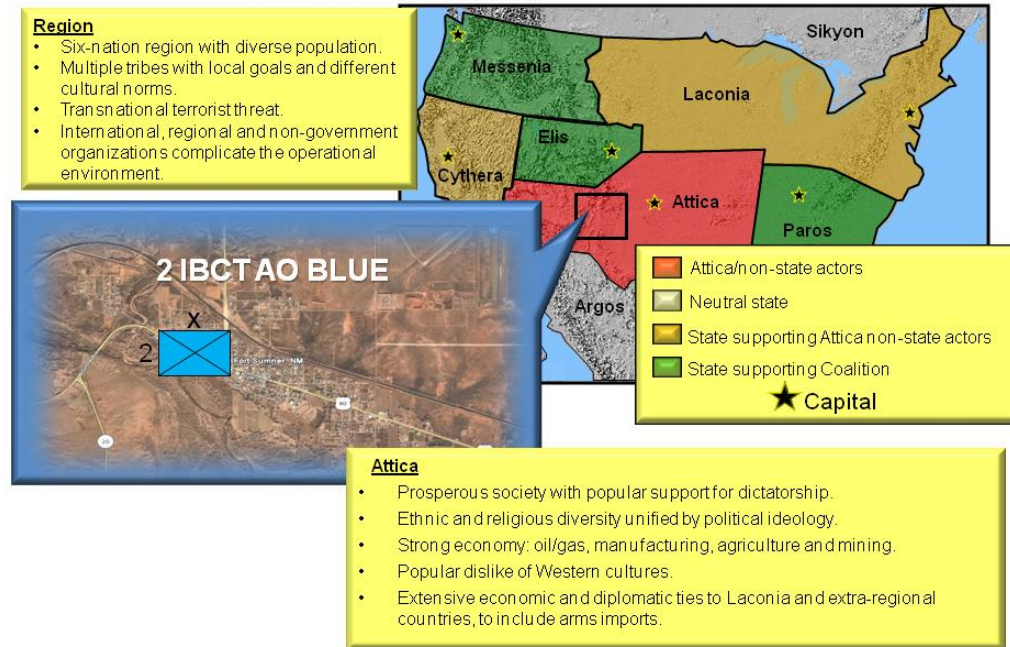 Region
• Six-nation region with diverse population.
• Multiple tribes with local goals and different
cultural norms.
• Transnational terrorist threat.
• International, regional and non-government
organizations complicate the operational
environment.
Sikyon
Messenia
Laconia
Elis
Cythera
Attica
Paros
Argos
2 IBCT AO BLUE
X
2
Fort Sumner, NM
60
20
Attica/non-state actors
Neutral state
State supporting Attica non-state actors
State supporting Coalition
Capital
Attica
• Prosperous society with popular support for dictatorship.
• Ethnic and religious diversity unified by political ideology.
• Strong economy: oil/gas, manufacturing, agriculture and mining.
• Popular dislike of Western cultures.
• Extensive economic and diplomatic ties to Laconia and extra-regional
countries, to include arms imports.